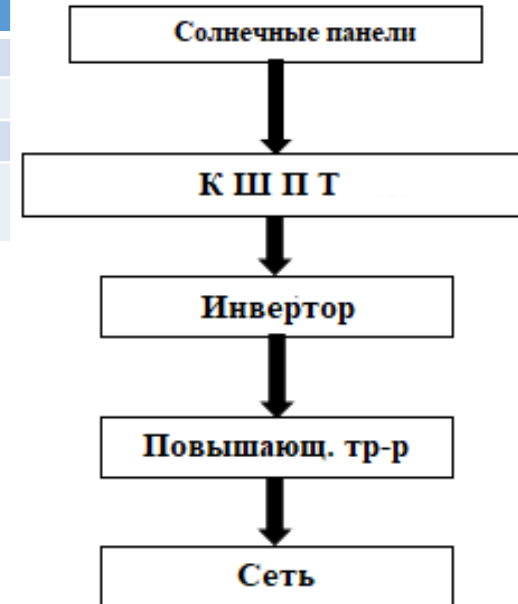 Солнечные панели
К Ш П Т
Инвертор
Повышающ. тр-р
Сеть